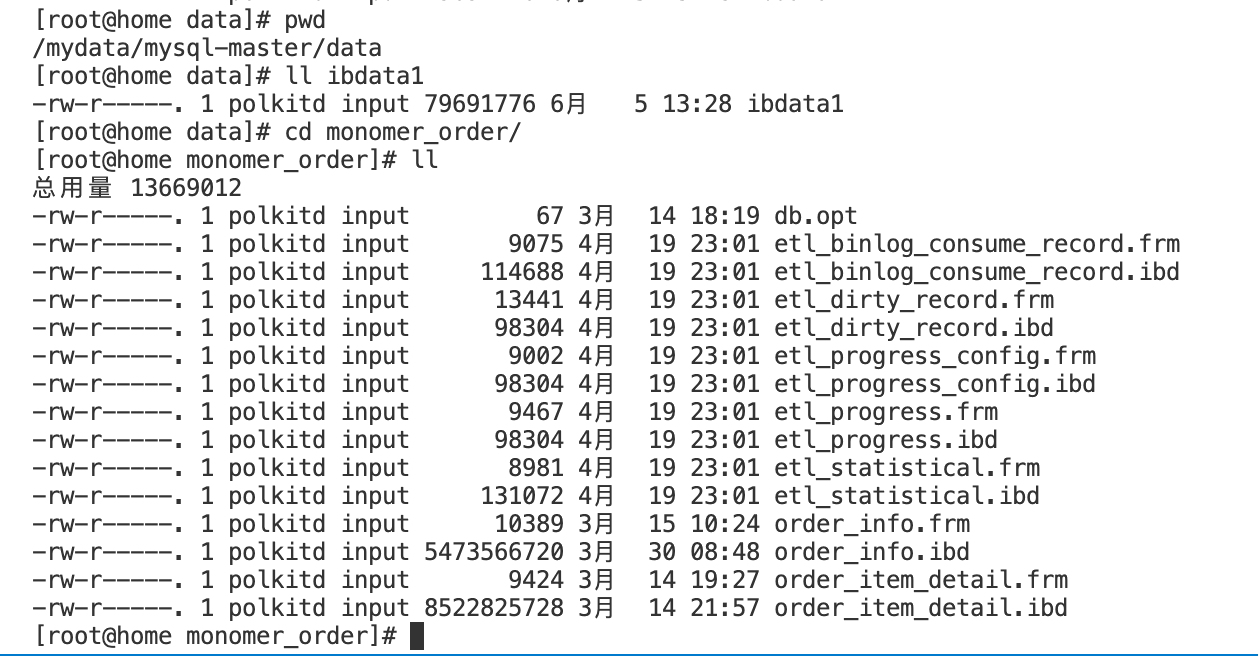 [root@home data]# pwd
/mydata/mysql-master/data
[root@home data]# ll ibdata1
-rw-r-----. 1 polkitd input 79691776 6月   5 13:28 ibdata1
[root@home data]# cd monomer_order/
[root@home monomer_order]# ll
总用量 13669012
-rw-r-----. 1 polkitd input         67 3月  14 18:19 db.opt
-rw-r-----. 1 polkitd input       9075 4月  19 23:01 etl_binlog_consume_record.frm
-rw-r-----. 1 polkitd input     114688 4月  19 23:01 etl_binlog_consume_record.ibd
-rw-r-----. 1 polkitd input      13441 4月  19 23:01 etl_dirty_record.frm
-rw-r-----. 1 polkitd input      98304 4月  19 23:01 etl_dirty_record.ibd
-rw-r-----. 1 polkitd input       9002 4月  19 23:01 etl_progress_config.frm
-rw-r-----. 1 polkitd input      98304 4月  19 23:01 etl_progress_config.ibd
-rw-r-----. 1 polkitd input       9467 4月  19 23:01 etl_progress.frm
-rw-r-----. 1 polkitd input      98304 4月  19 23:01 etl_progress.ibd
-rw-r-----. 1 polkitd input       8981 4月  19 23:01 etl_statistical.frm
-rw-r-----. 1 polkitd input     131072 4月  19 23:01 etl_statistical.ibd
-rw-r-----. 1 polkitd input      10389 3月  15 10:24 order_info.frm
-rw-r-----. 1 polkitd input 5473566720 3月  30 08:48 order_info.ibd
-rw-r-----. 1 polkitd input       9424 3月  14 19:27 order_item_detail.frm
-rw-r-----. 1 polkitd input 8522825728 3月  14 21:57 order_item_detail.ibd
[root@home monomer_order]#